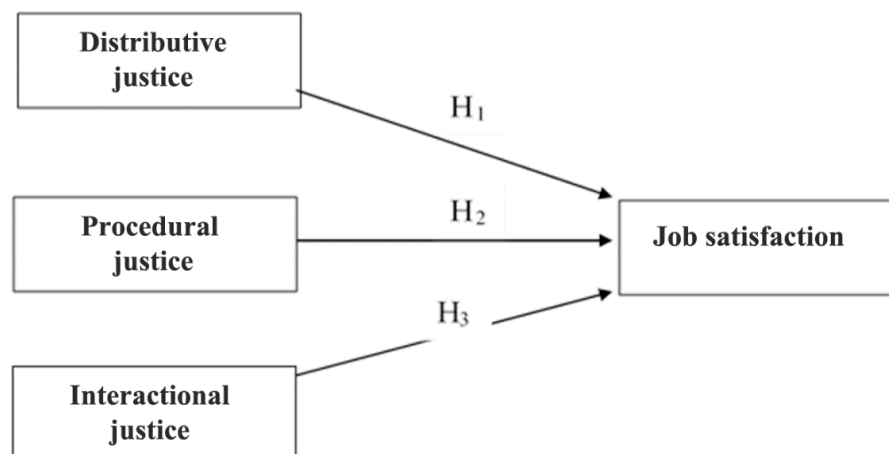 Distributive
justice
H₁
Procedural
justice
H₂
Job satisfaction
H₃
Interactional
justice